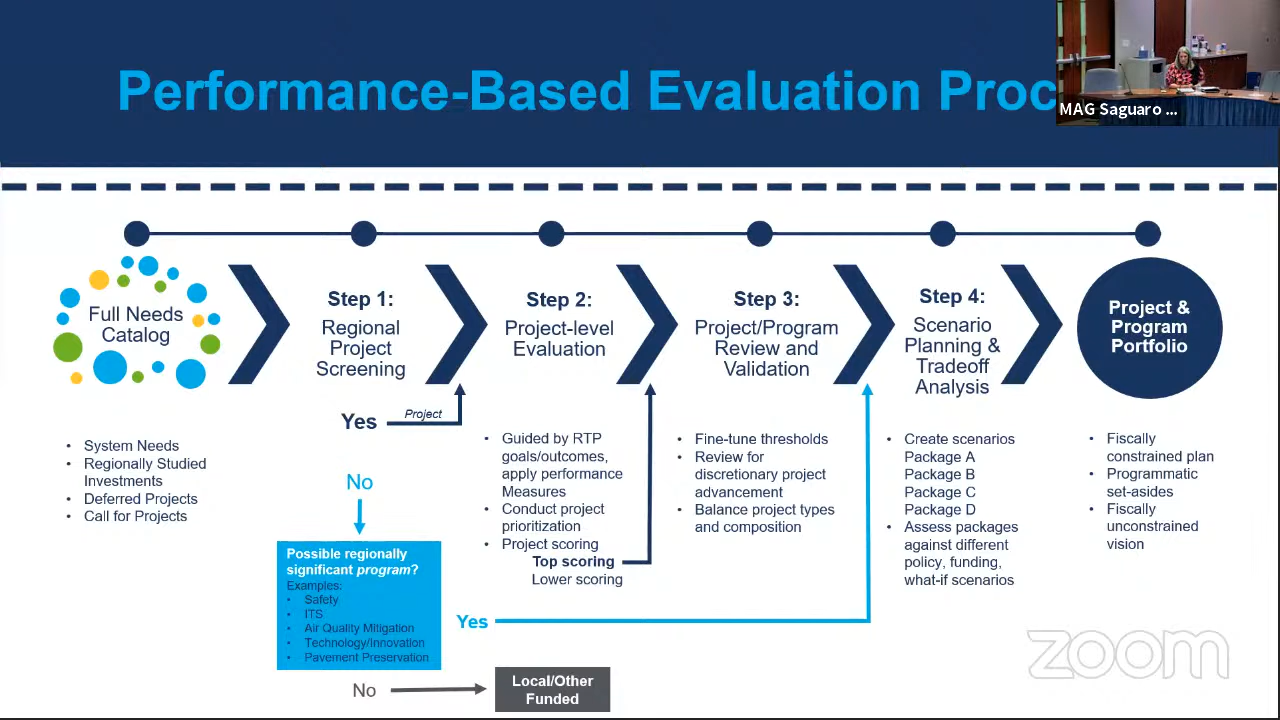 Performance-Based Evaluation Proc
MAG Saguaro ...
Full Needs
Catalog
Step 1:
Regional
Project
Screening
Step 2:
Project-level
Evaluation
Step 3:
Project/Program
Review and
Validation
Step 4:
Scenario
Planning &
Tradeoff
Analysis
Project &
Program
Portfolio
• System Needs
• Regionally Studied
Investments
• Deferred Projects
• Call for Projects
Yes
Project
No
Possible regionally
significant program?
Examples:
• Safety
• ITS
• Air Quality Mitigation
• Technology/Innovation
• Pavement Preservation
No
Local/Other
Funded
• Guided by RTP
goals/outcomes,
apply performance
Measures
• Conduct project
prioritization
• Project scoring
Top scoring
Lower scoring
Yes
• Fine-tune thresholds
• Review for
discretionary project
advancement
• Balance project types
and composition
• Create scenarios
Package A
Package B
Package C
Package D
• Assess packages
against different
policy, funding,
what-if scenarios
• Fiscally
constrained plan
• Programmatic
set-asides
• Fiscally
unconstrained
vision
zoom